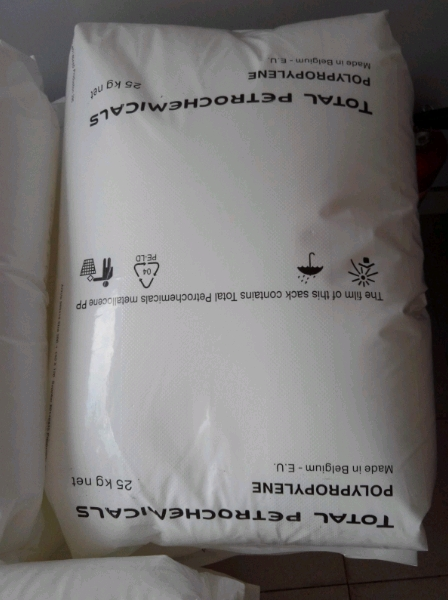 TOTAL PETROCHEMICALS
POLYPROPYLENE 25 kg net
Made in Belgium - E.U.
The film of this sack contains Total Petrochemicals metallocene PP
04
PE-LD
TOTAL PETROCHEMICALS
POLYPROPYLENE 25 kg net
Made in Belgium - E.U.